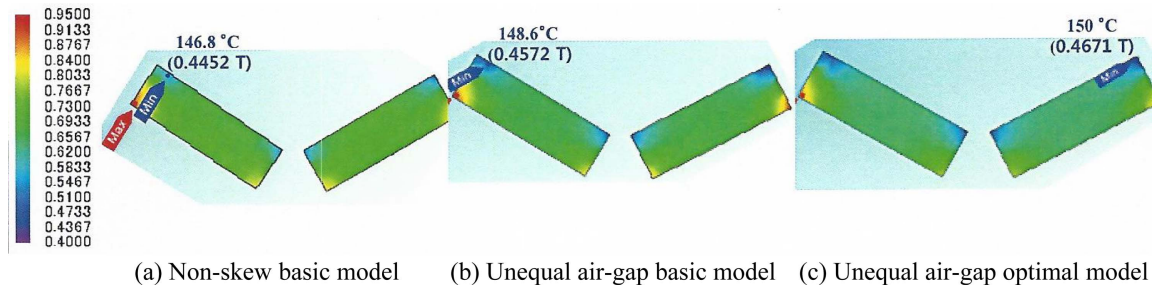 0.9500
0.9133
0.8767
0.8400
0.8033
0.7667
0.7300
0.6933
0.6567
0.6200
0.5833
0.5467
0.5100
0.4733
0.4367
0.4000
146.8 °C
(0.4452 T)
Max
Min
148.6°C
(0.4572 T)
Min
150 °C
(0.4671 T)
Min
(a) Non-skew basic model
(b) Unequal air-gap basic model
(c) Unequal air-gap optimal model